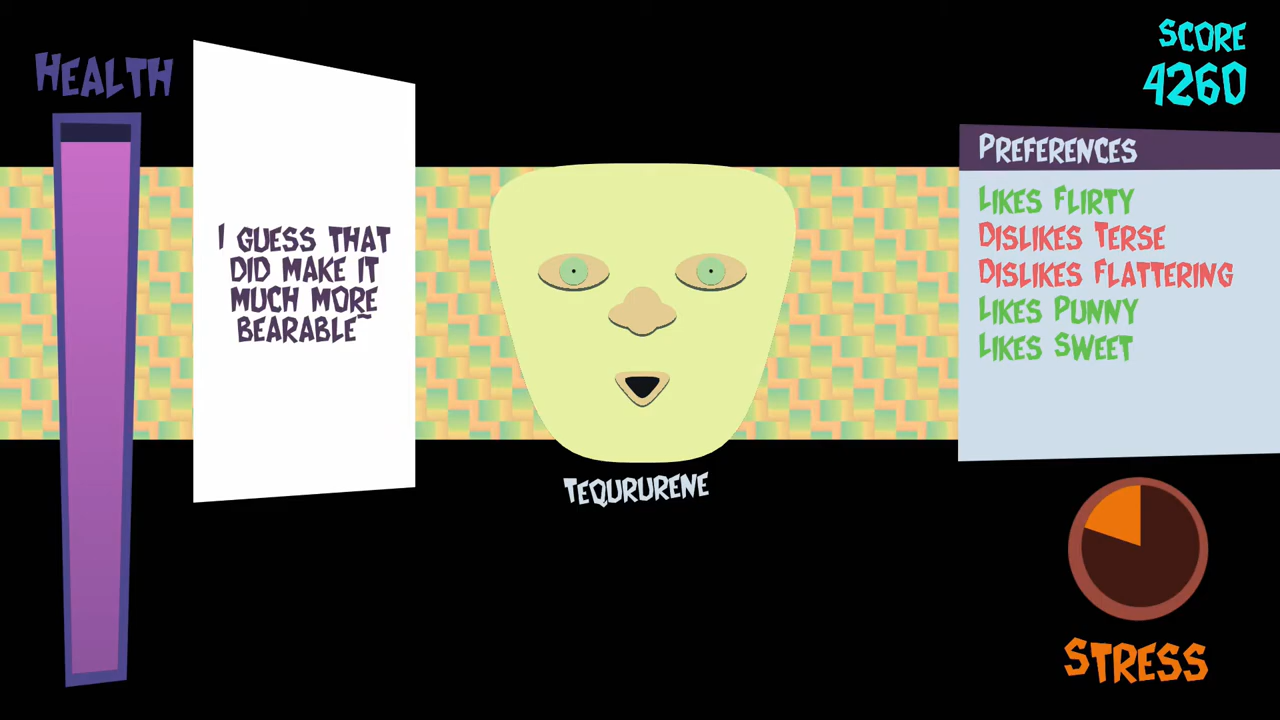 Health
I guess that
did make it
much more
bearable~
Teqururene
Score
4260
Preferences
Likes Flirty
Dislikes Terse
Dislikes Flattering
Likes Punny
Likes Sweet
Stress